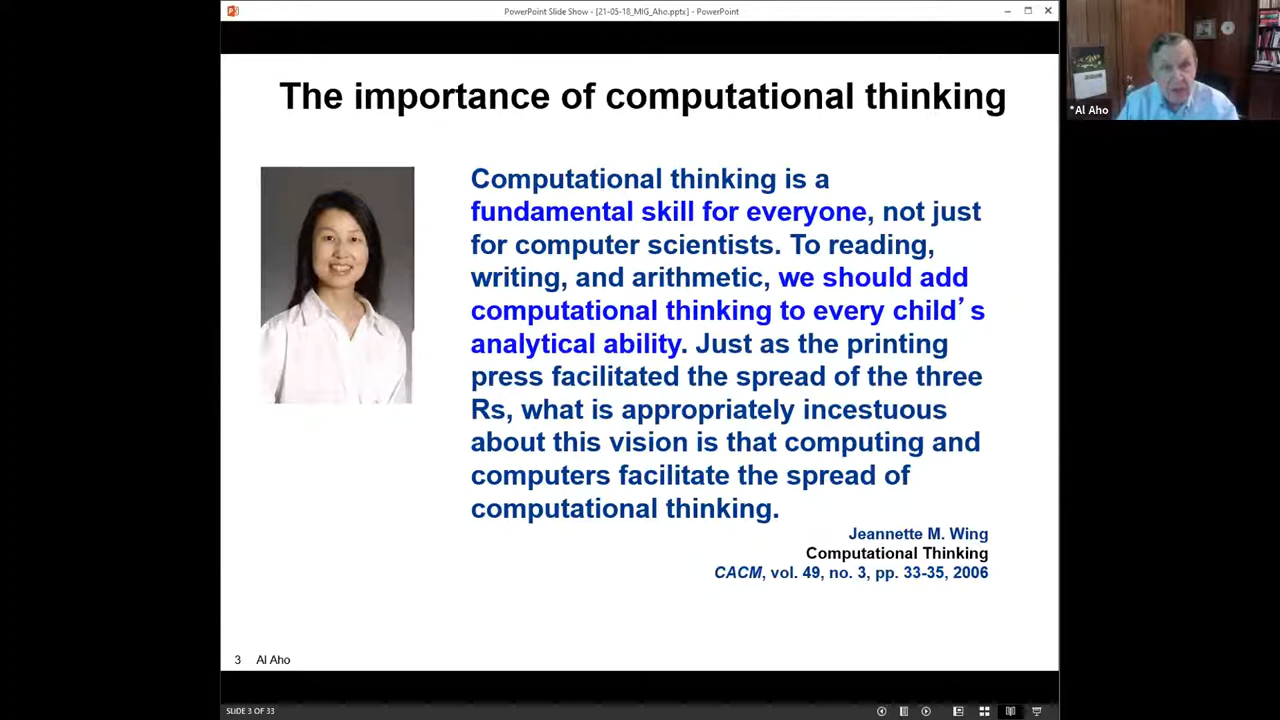 PowerPoint Slide Show - [21-05-18_MIG_Aho.pptx] - PowerPoint
The importance of computational thinking
Computational thinking is a
fundamental skill for everyone, not just
for computer scientists. To reading,
writing, and arithmetic, we should add
computational thinking to every child’s
analytical ability. Just as the printing
press facilitated the spread of the three
Rs, what is appropriately incestuous
about this vision is that computing and
computers facilitate the spread of
computational thinking.
Jeannette M. Wing
Computational Thinking
CACM, vol. 49, no. 3, pp. 33-35, 2006
3 Al Aho
SLIDE 3 OF 33
*Al Aho